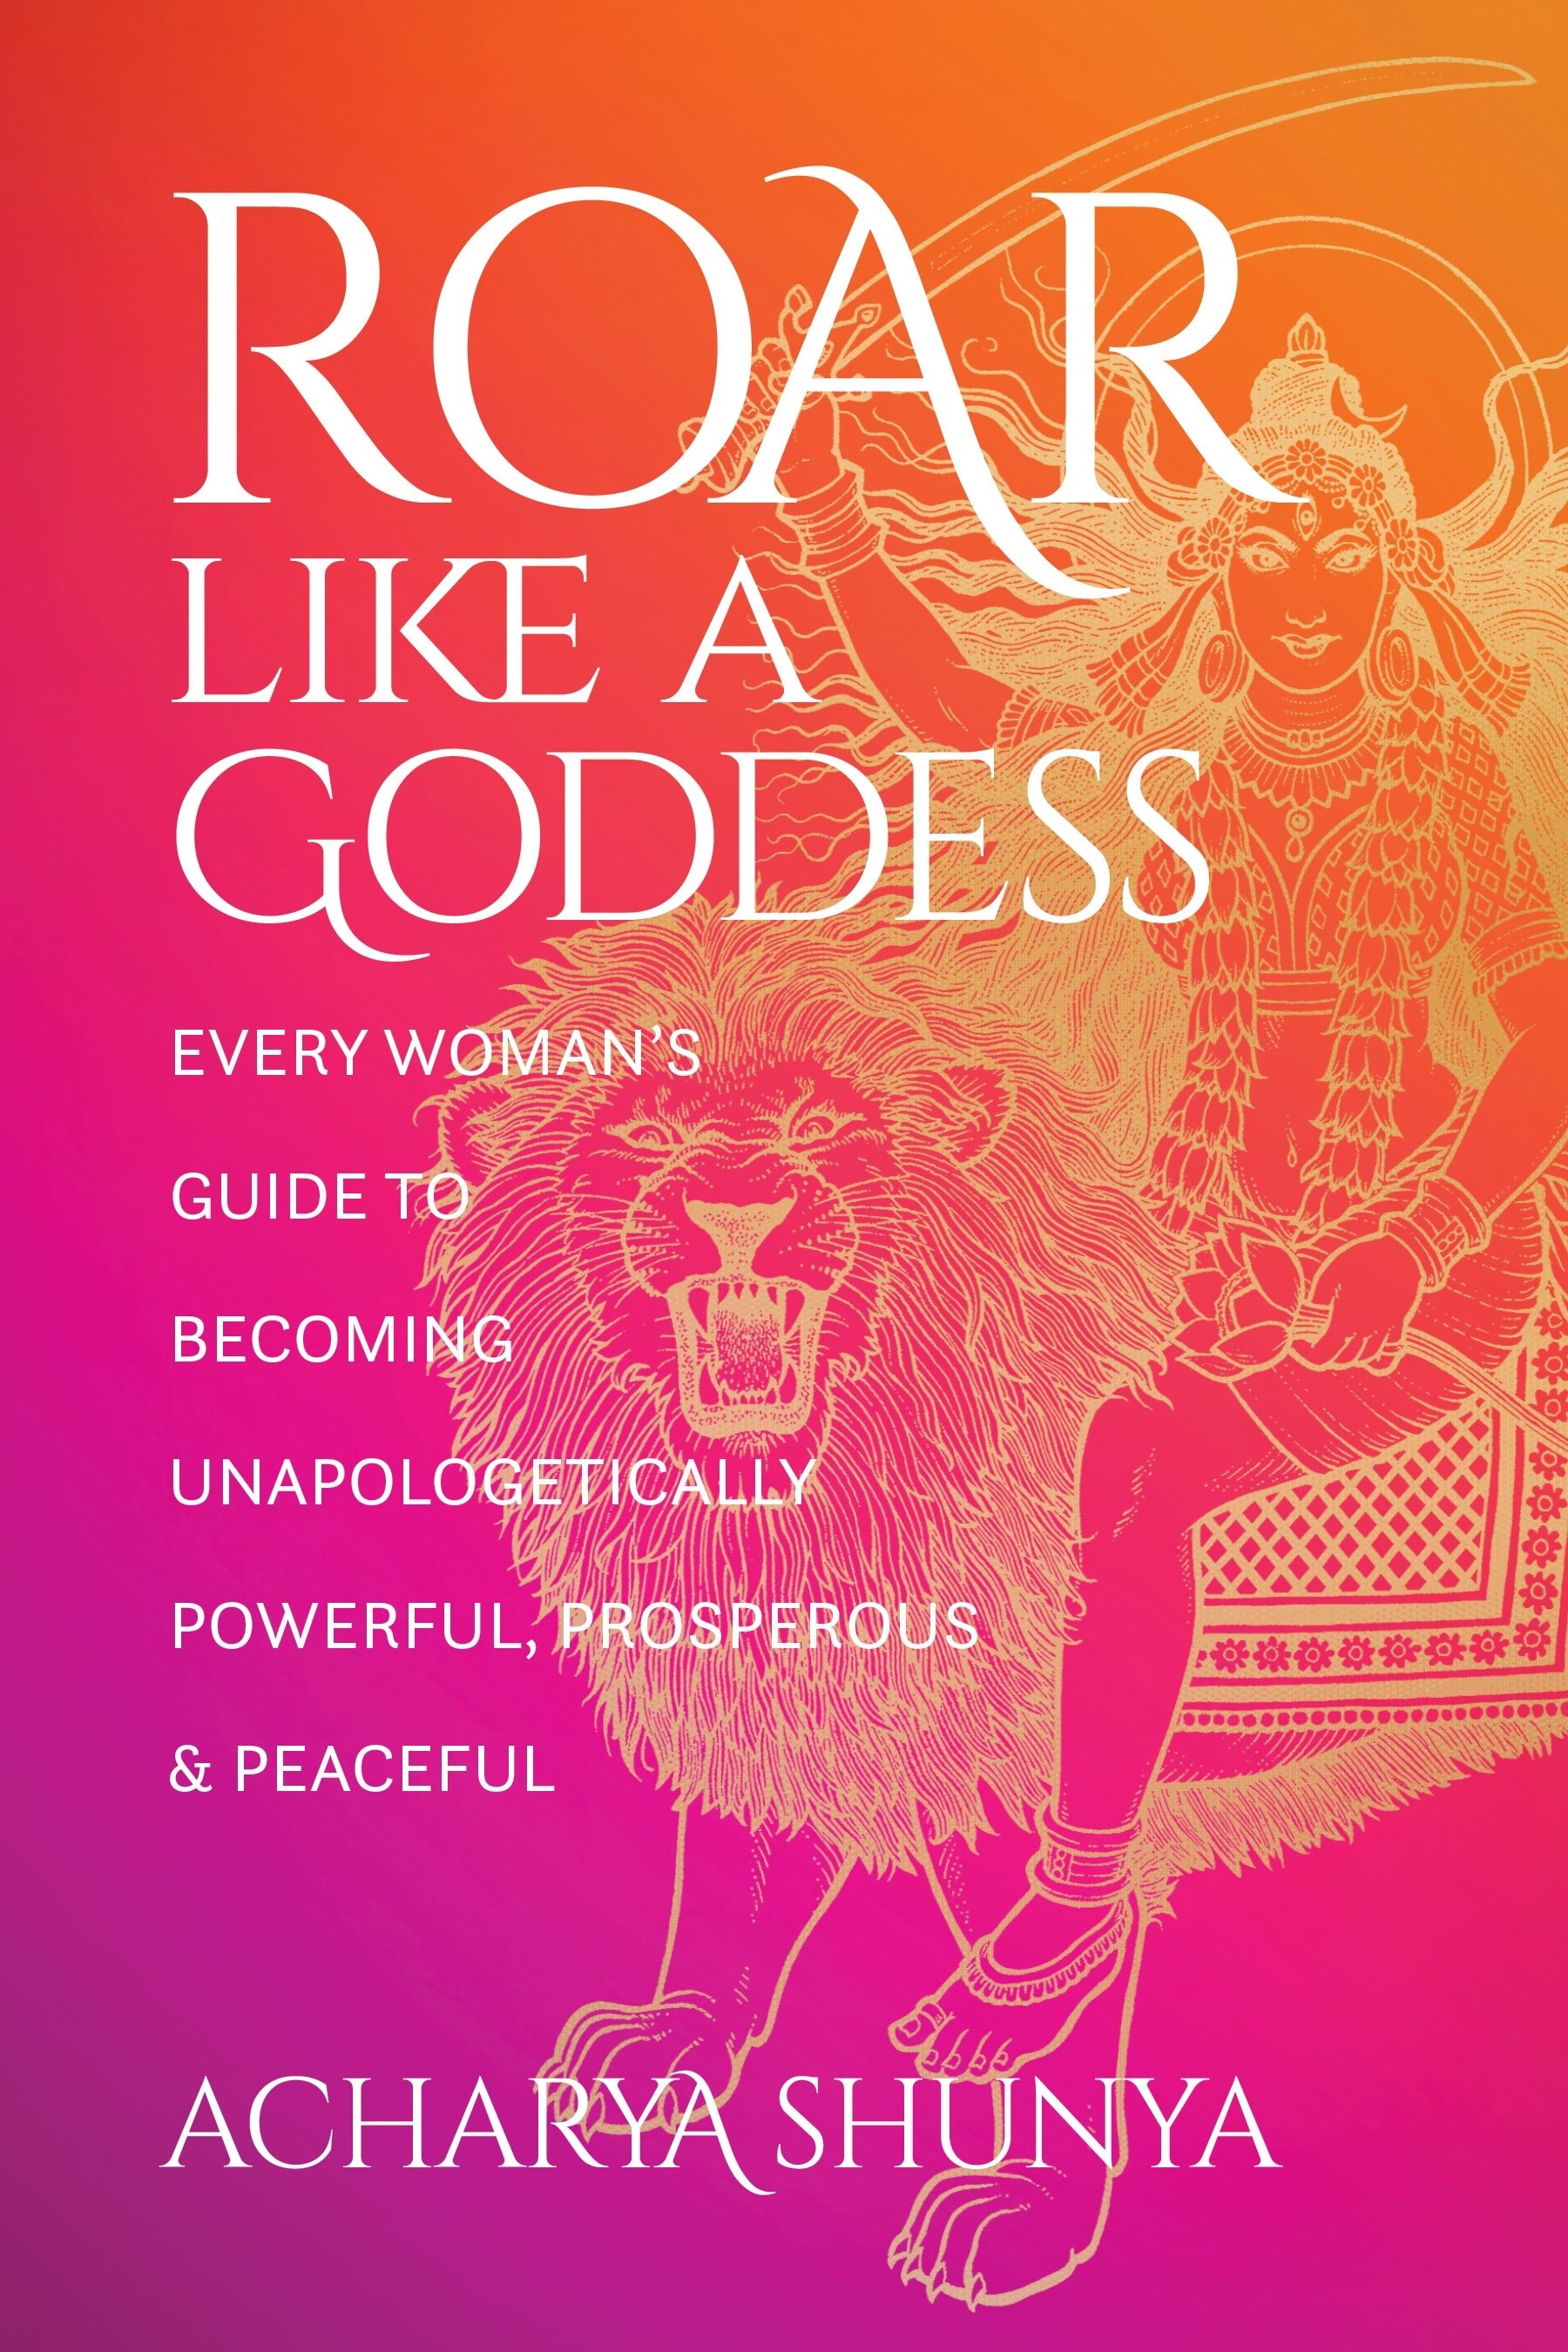 ROAR
LIKE A
GODDESS
EVERY WOMAN’S
GUIDE TO
BECOMING
UNAPOLOGETICALLY
POWERFUL, PROSPEROUS
& PEACEFUL
ACHARYA SHUNYA